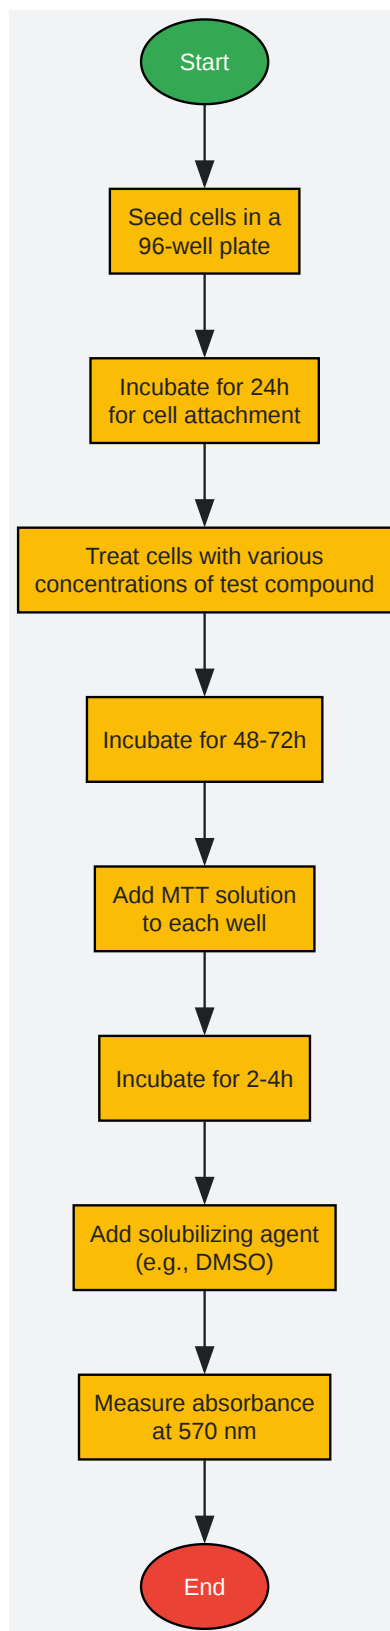 Start
Seed cells in a
96-well plate
Incubate for 24h
for cell attachment
Treat cells with various
concentrations of test compound
Incubate for 48-72h
Add MTT solution
to each well
Incubate for 2-4h
Add solubilizing agent
(e.g., DMSO)
Measure absorbance
at 570 nm
End